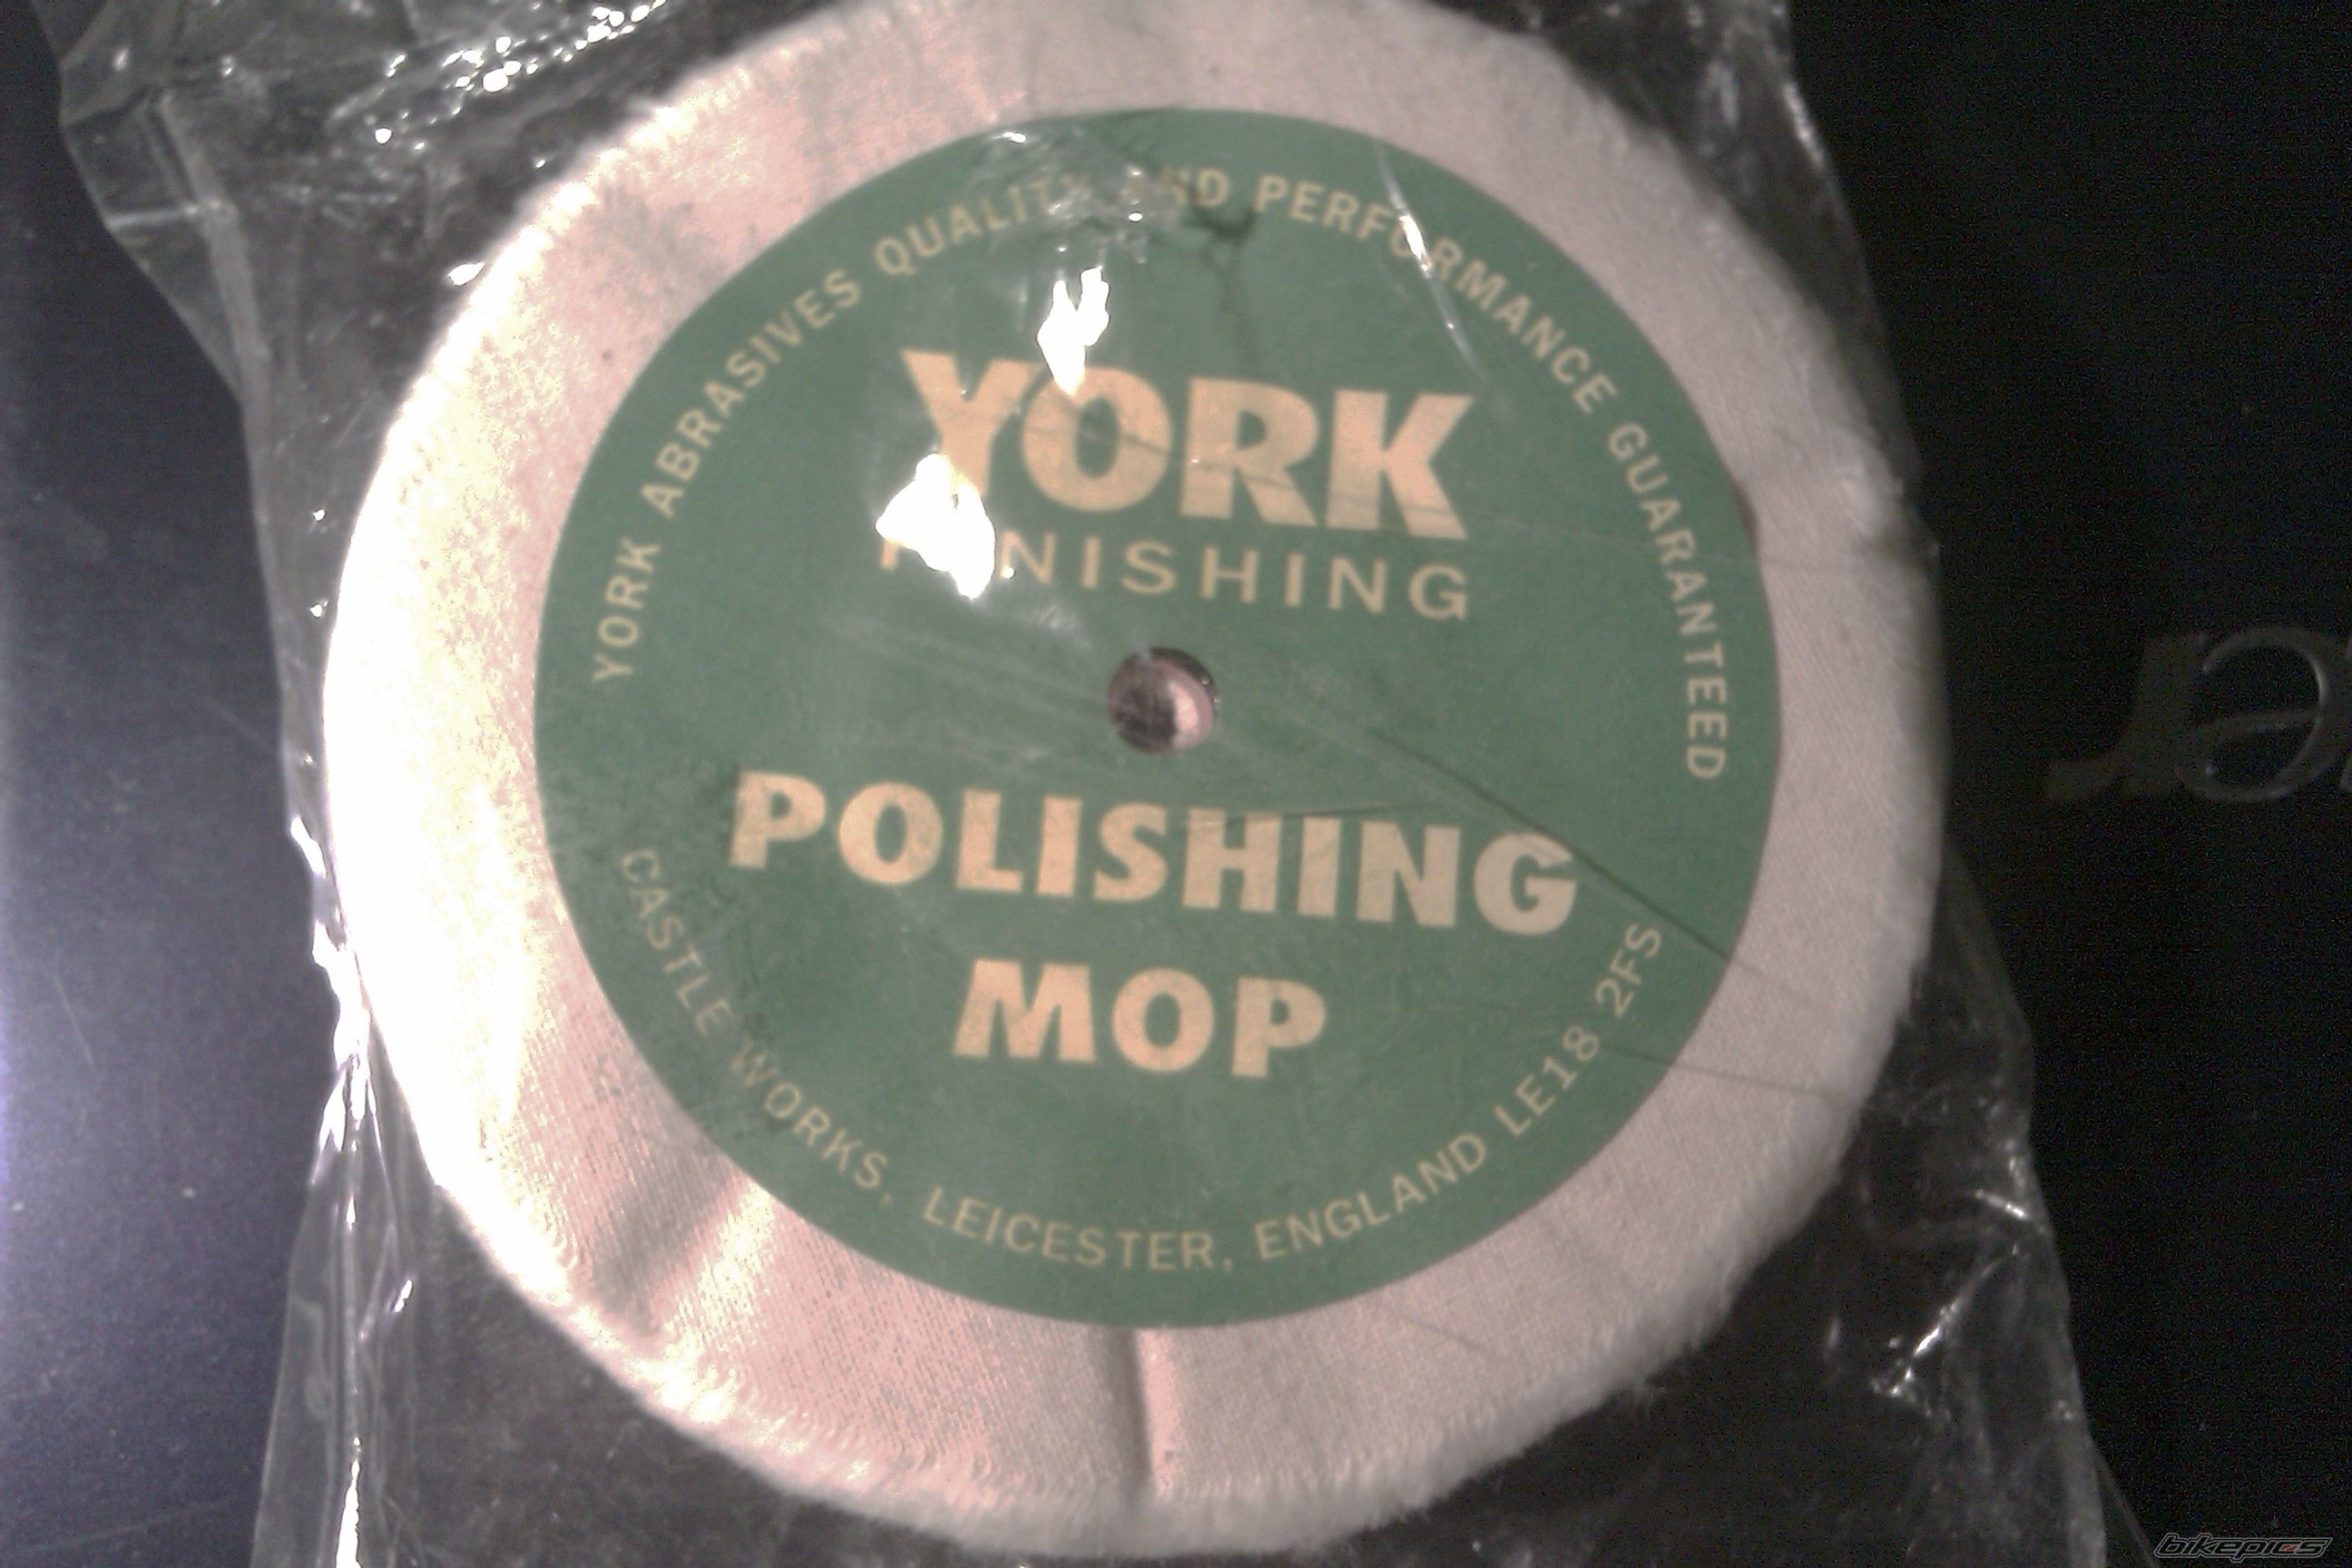 YORK ABRASIVES QUALITY AND PERFORMANCE GUARANTEED
YORK
FINISHING
POLISHING
MOP
CASTLE WORKS, LEICESTER, ENGLAND LE18 2FS
bikepics